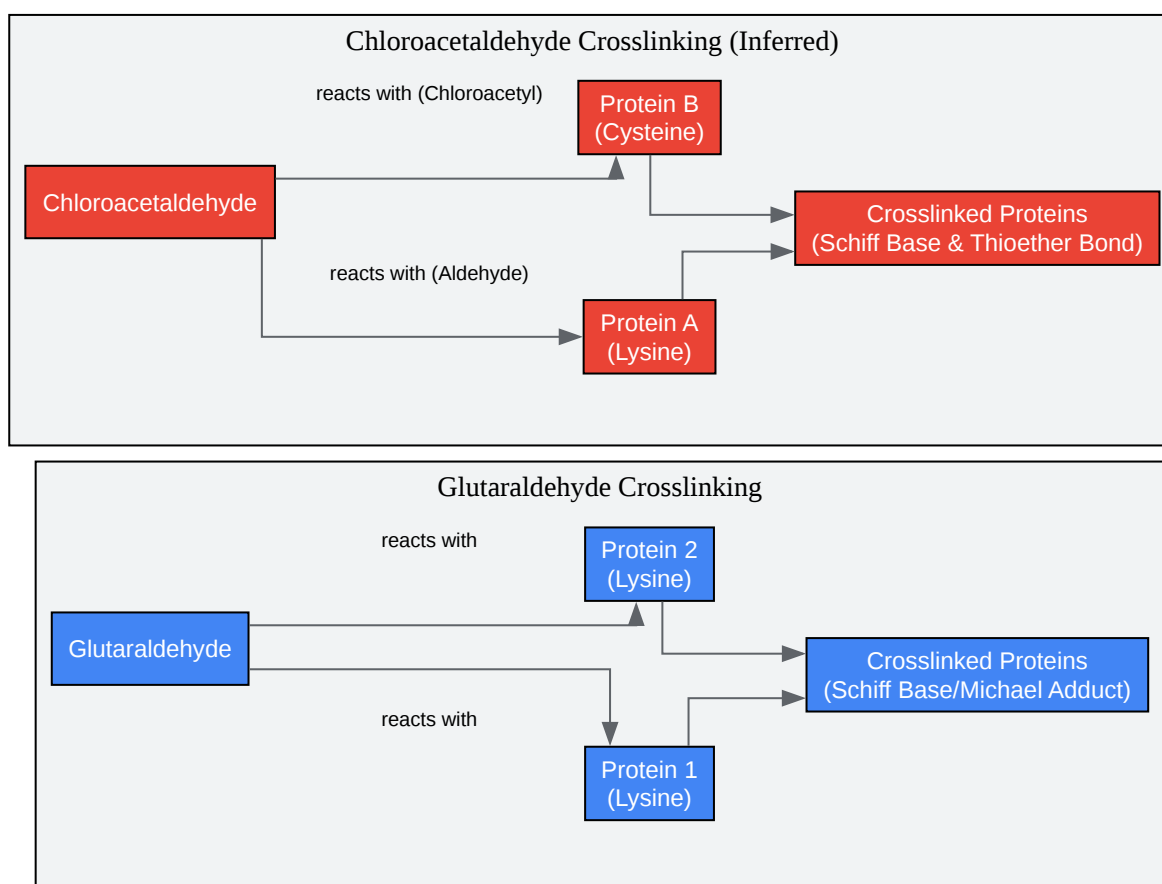 Chloroacetaldehyde Crosslinking (Inferred)
reacts with (Chloroacetyl)
Protein B
(Cysteine)
Chloroacetaldehyde
Crosslinked Proteins
(Schiff Base & Thioether Bond)
reacts with (Aldehyde)
Protein A
(Lysine)
Glutaraldehyde Crosslinking
reacts with
Protein 2
(Lysine)
Glutaraldehyde
Crosslinked Proteins
(Schiff Base/Michael Adduct)
reacts with
Protein 1
(Lysine)